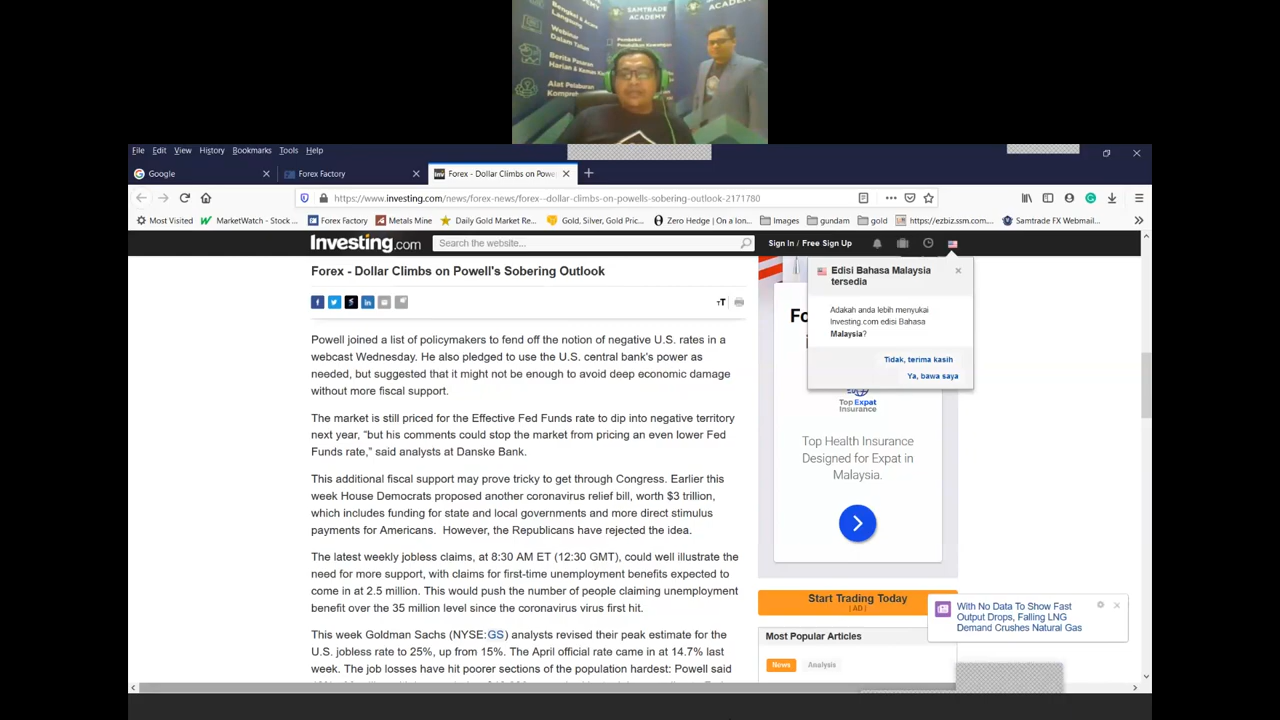 Bengkel & Acara
Langsung
Webinar
Dalam Talian
Berita Pasaran
Alat Pelaburan
SAMTRADE
ACADEMY
SAMTRADE
ACADEMY
File Edit View History Bookmarks Tools Help
Google
Forex Factory
Forex - Dollar Climbs on Powe
https://www.investing.com/news/forex-news/forex--dollar-climbs-on-powells-sobering-outlook-2171780
Most Visited MarketWatch - Stock ... Forex Factory Metals Mine Daily Gold Market Re... Gold, Silver, Gold Pric... Zero Hedge | On a lon... Images gundam gold https://ezbiz.ssm.com... Samtrade FX Webmail...
Investing.com Search the website... Sign In / Free Sign Up
Forex - Dollar Climbs on Powell's Sobering Outlook
Powell joined a list of policymakers to fend off the notion of negative U.S. rates in a
webcast Wednesday. He also pledged to use the U.S. central bank's power as
needed, but suggested that it might not be enough to avoid deep economic damage
without more fiscal support.
The market is still priced for the Effective Fed Funds rate to dip into negative territory
next year, “but his comments could stop the market from pricing an even lower Fed
Funds rate,” said analysts at Danske Bank.
This additional fiscal support may prove tricky to get through Congress. Earlier this
week House Democrats proposed another coronavirus relief bill, worth $3 trillion,
which includes funding for state and local governments and more direct stimulus
payments for Americans. However, the Republicans have rejected the idea.
The latest weekly jobless claims, at 8:30 AM ET (12:30 GMT), could well illustrate the
need for more support, with claims for first-time unemployment benefits expected to
come in at 2.5 million. This would push the number of people claiming unemployment
benefit over the 35 million level since the coronavirus virus first hit.
This week Goldman Sachs (NYSE:GS) analysts revised their peak estimate for the
U.S. jobless rate to 25%, up from 15%. The April official rate came in at 14.7% last
week. The job losses have hit poorer sections of the population hardest: Powell said
Edisi Bahasa Malaysia
tersedia
Adakah anda lebih menyukai
Investing.com edisi Bahasa
Malaysia?
Tidak, terima kasih
Ya, bawa saya
Fo
Top Expat
Insurance
Top Health Insurance
Designed for Expat in
Malaysia.
Start Trading Today
| AD |
Most Popular Articles
News Analysis
With No Data To Show Fast
Output Drops, Falling LNG
Demand Crushes Natural Gas